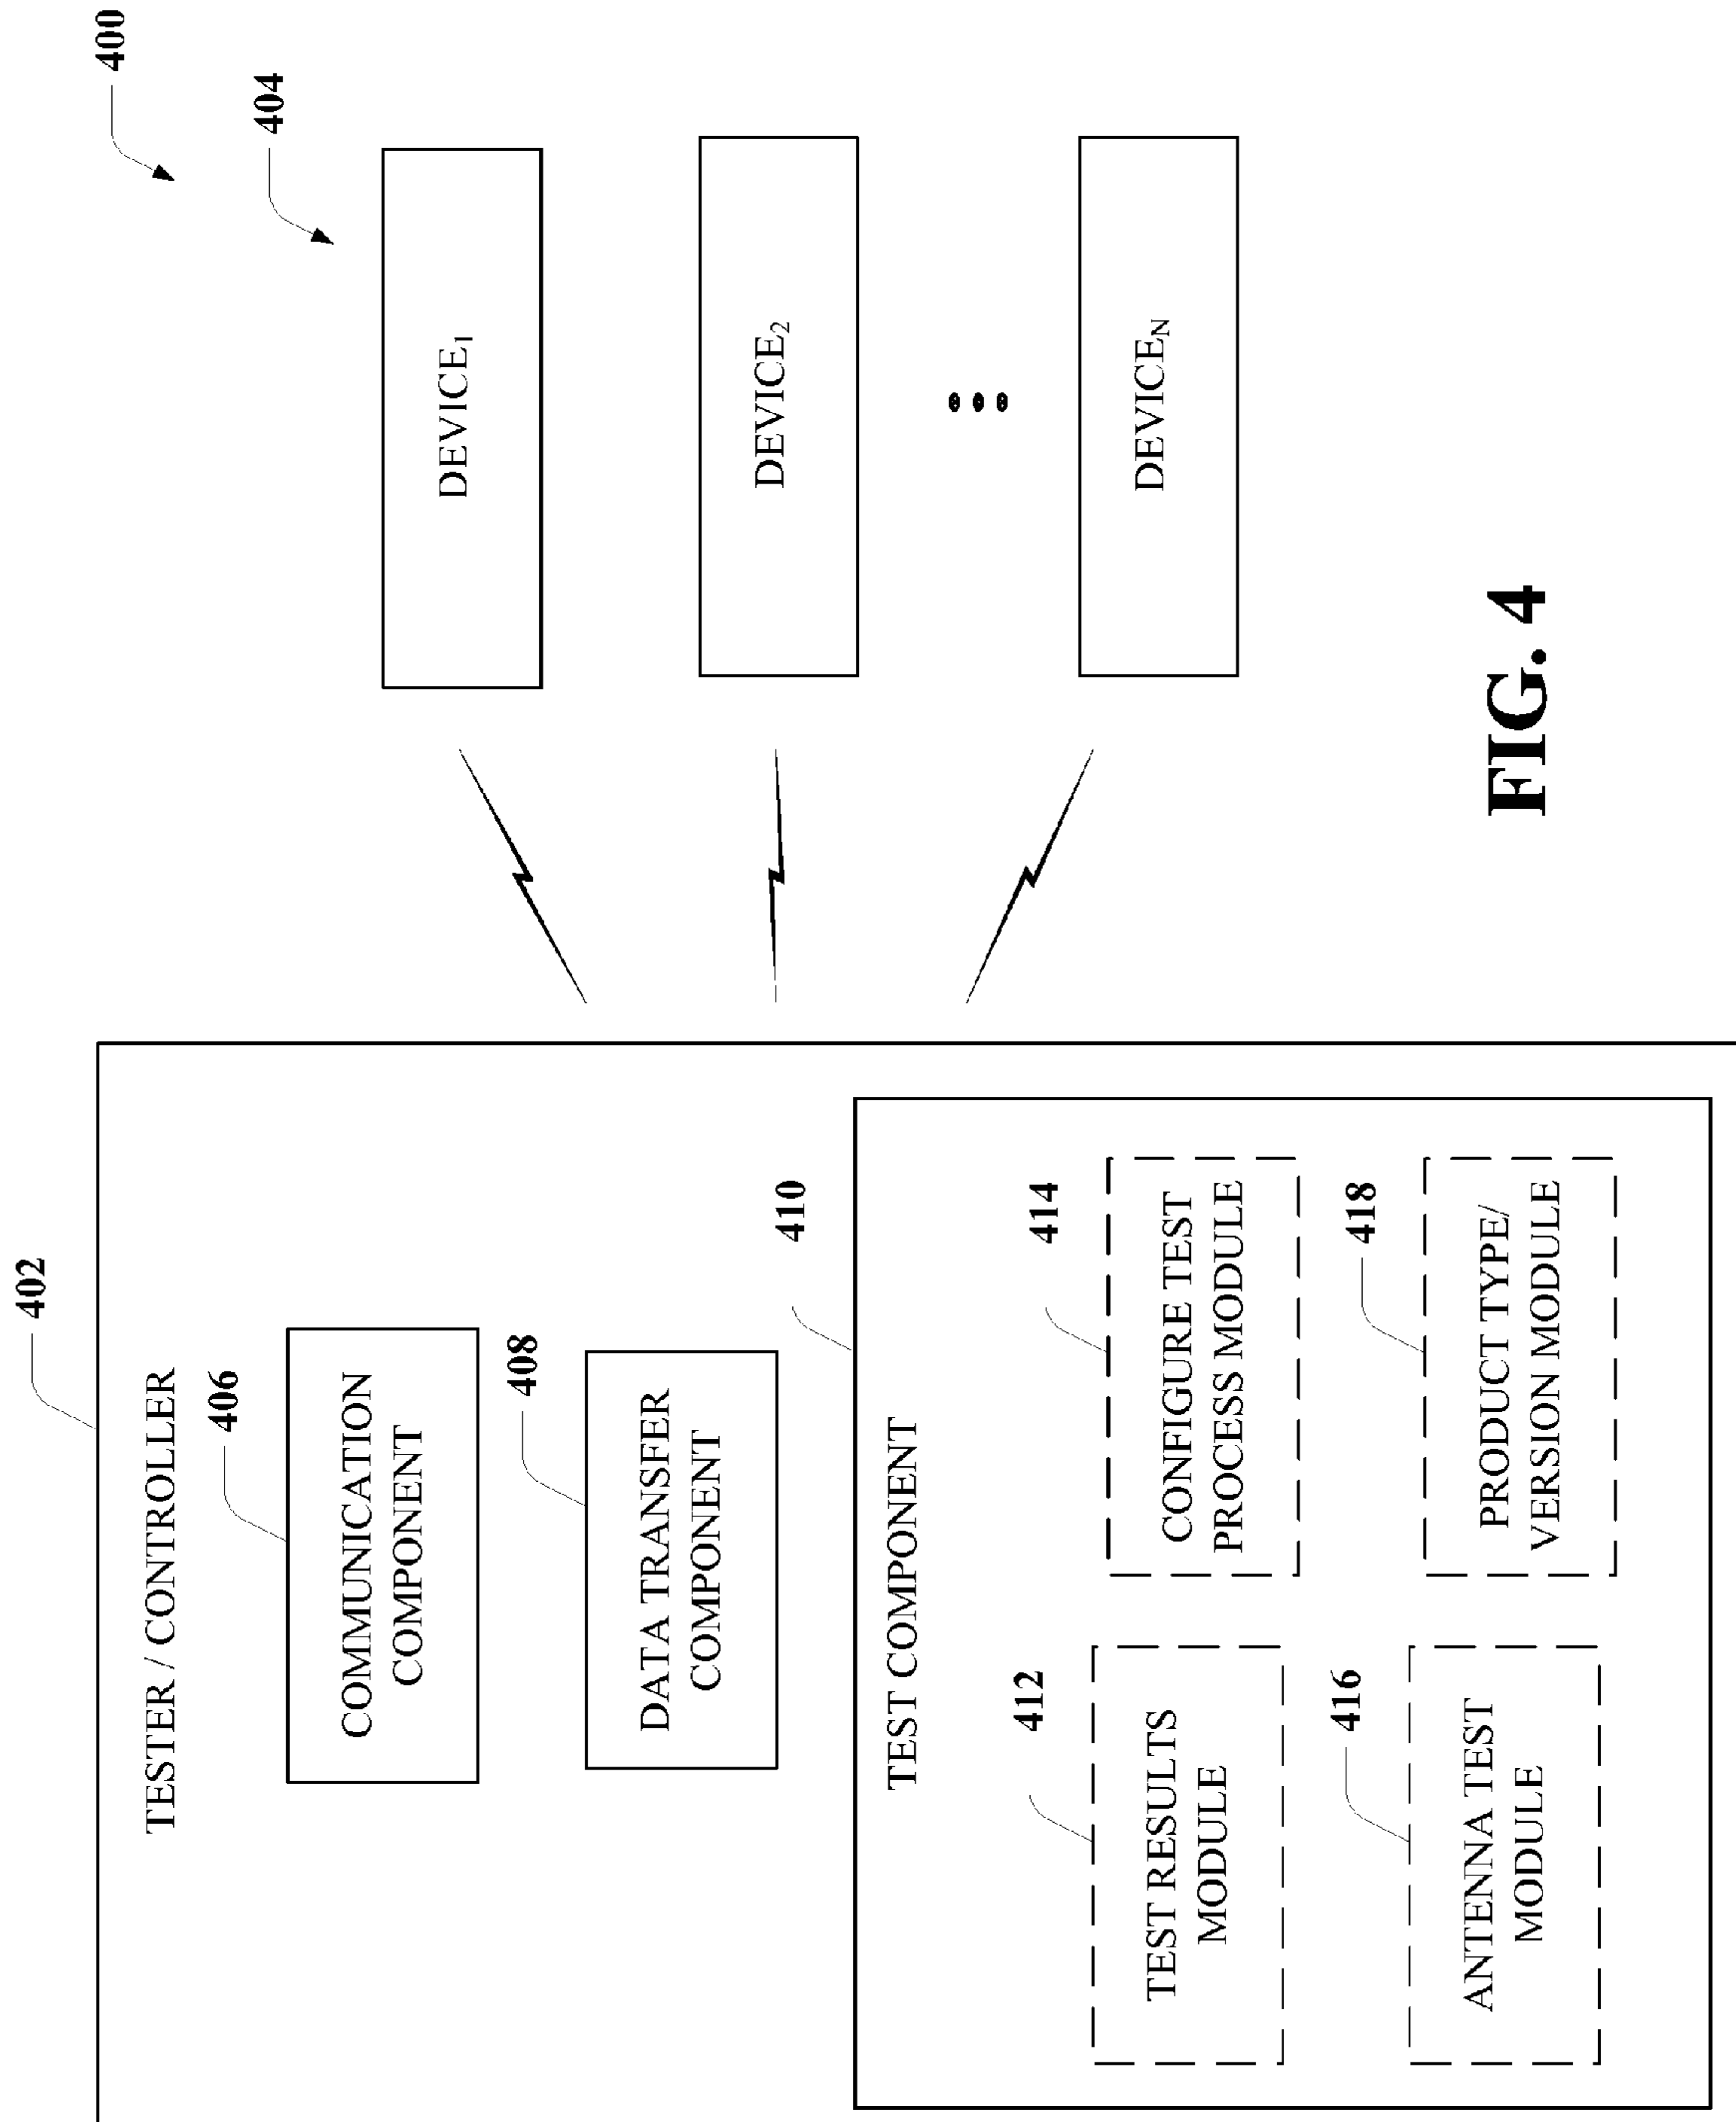 400
402
404
TESTER / CONTROLLER
406
COMMUNICATION
COMPONENT
DEVICE₁
408
DATA TRANSFER
COMPONENT
DEVICE₂
410
TEST COMPONENT
412
TEST RESULTS
MODULE
414
CONFIGURE TEST
PROCESS MODULE
DEVICE_N
416
ANTENNA TEST
MODULE
418
PRODUCT TYPE/
VERSION MODULE
FIG. 4